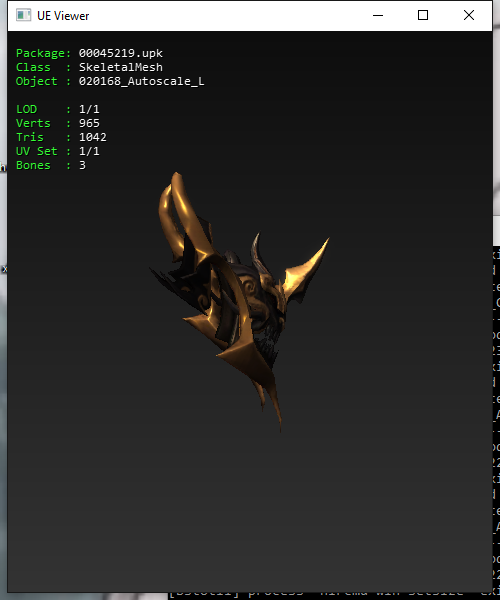 UE Viewer
Package: 00045219.upk
Class : SkeletalMesh
Object : 020168_Autoscale_L
LOD : 1/1
Verts : 965
Tris : 1042
UV Set : 1/1
Bones : 3